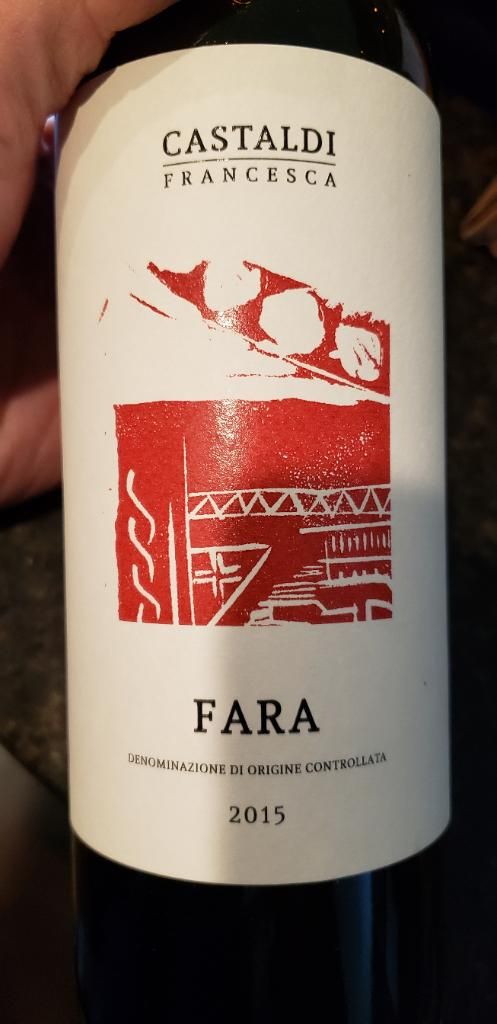 CASTALDI
FRANCESCA
FARA
DENOMINAZIONE DI ORIGINE CONTROLLATA
2015